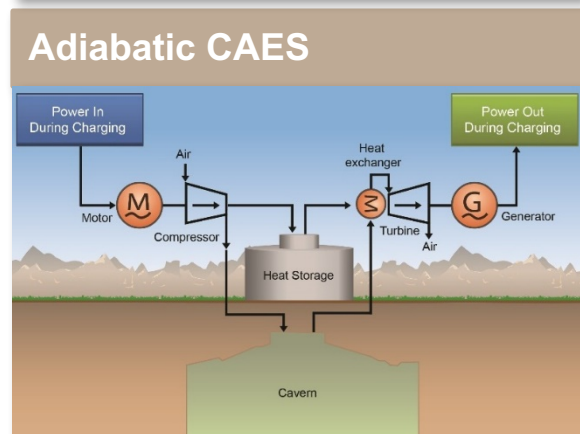 Adiabatic CAES
Power In
During Charging
Power Out
During Charging
Air
Heat
exchanger
M
Motor
Compressor
Σ
Turbine
Air
G
Generator
Heat Storage
Cavern